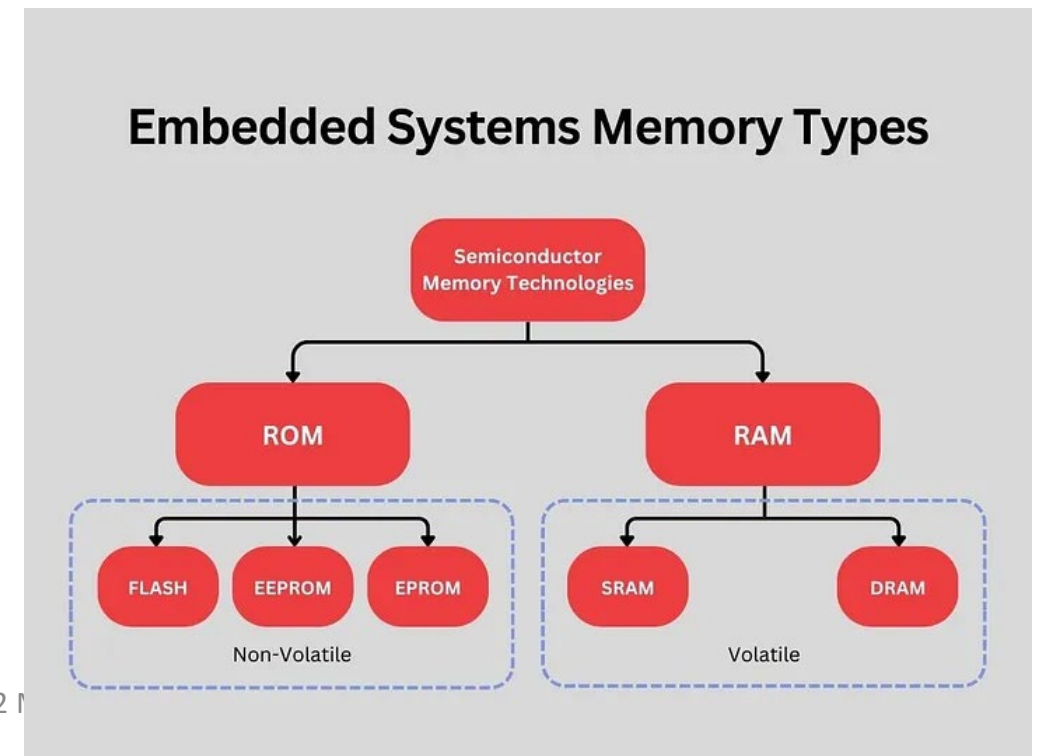 Embedded Systems Memory Types
Semiconductor
Memory Technologies
ROM
RAM
FLASH
EEPROM
EPROM
SRAM
DRAM
Non-Volatile
Volatile